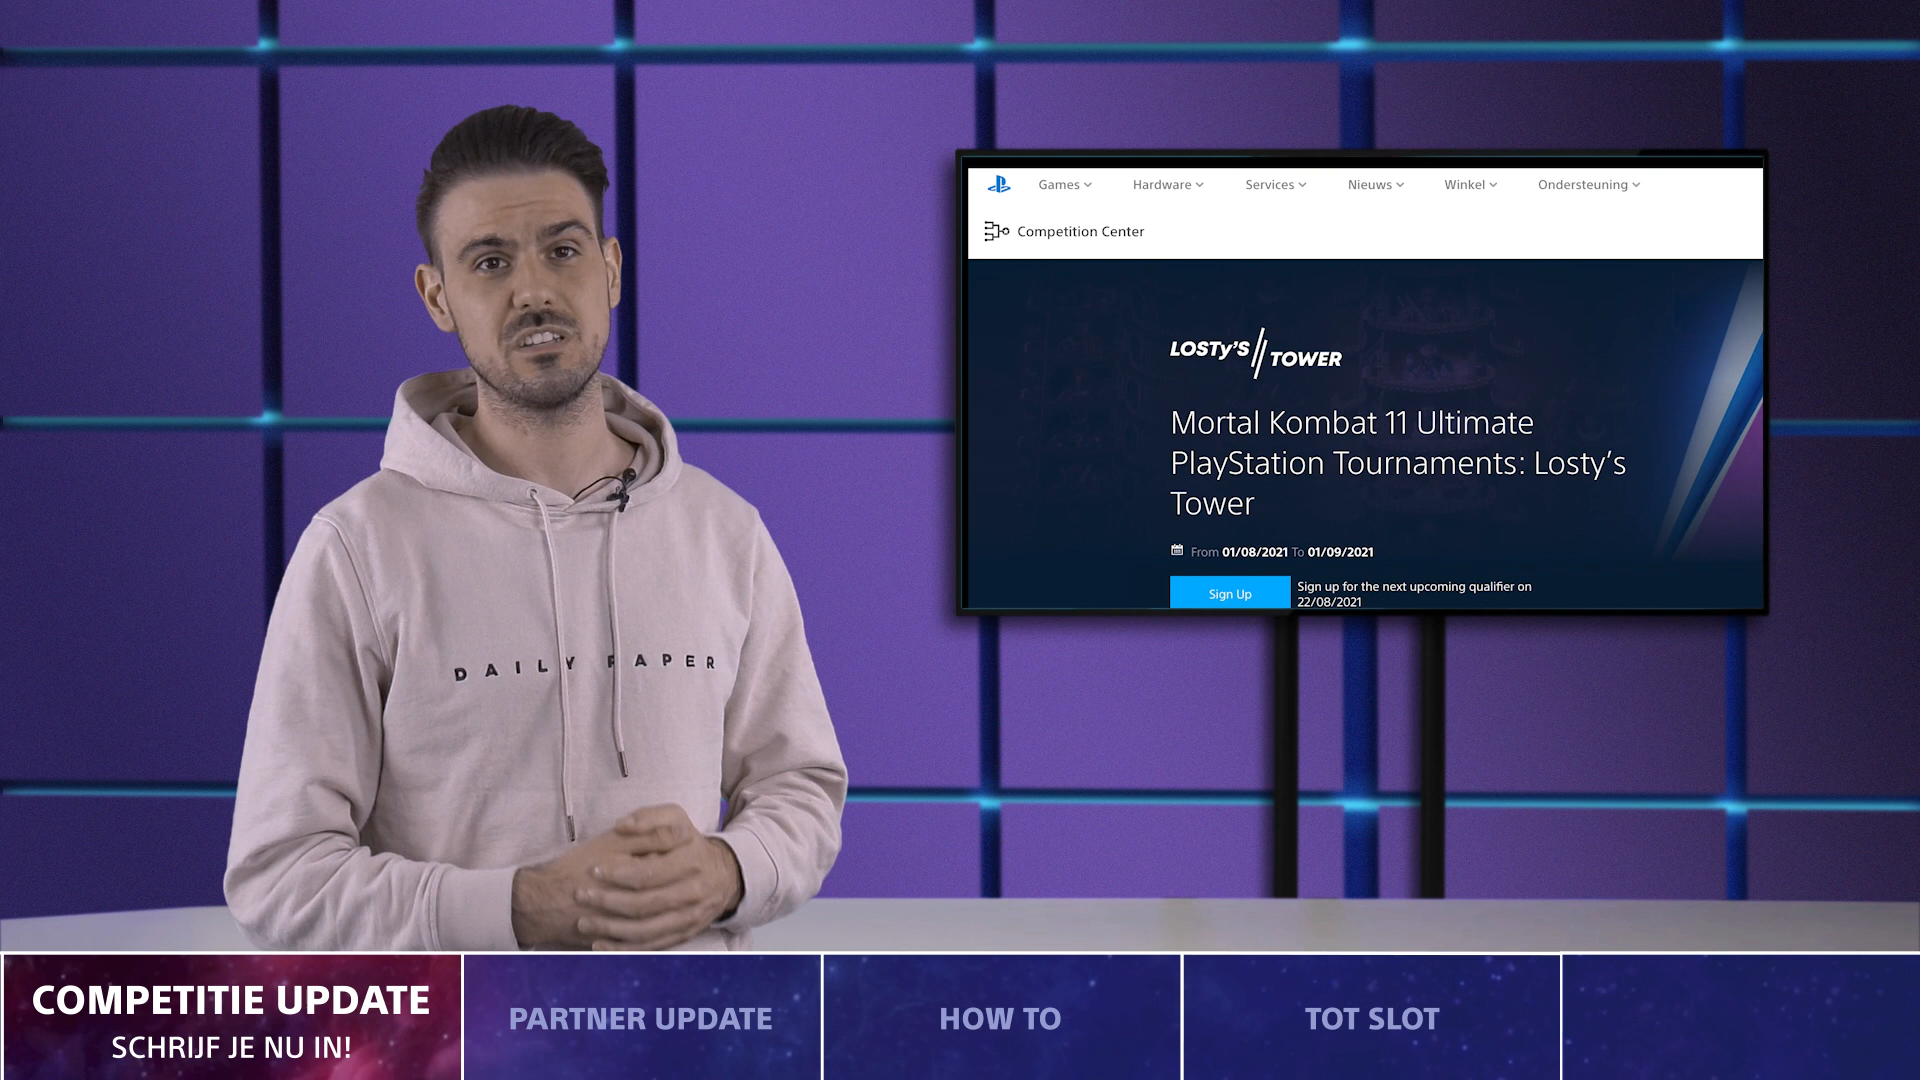 Games
Hardware
Services
Nieuws
Winkel
Ondersteuning
Competition Center
LOSTy'S // TOWER
Mortal Kombat 11 Ultimate
PlayStation Tournaments: Losty's
Tower
From 01/08/2021 To 01/09/2021
Sign Up
Sign up for the next upcoming qualifier on
22/08/2021
DAILY PAPER
COMPETITIE UPDATE
SCHRIJF JE NU IN!
PARTNER UPDATE
HOW TO
TOT SLOT